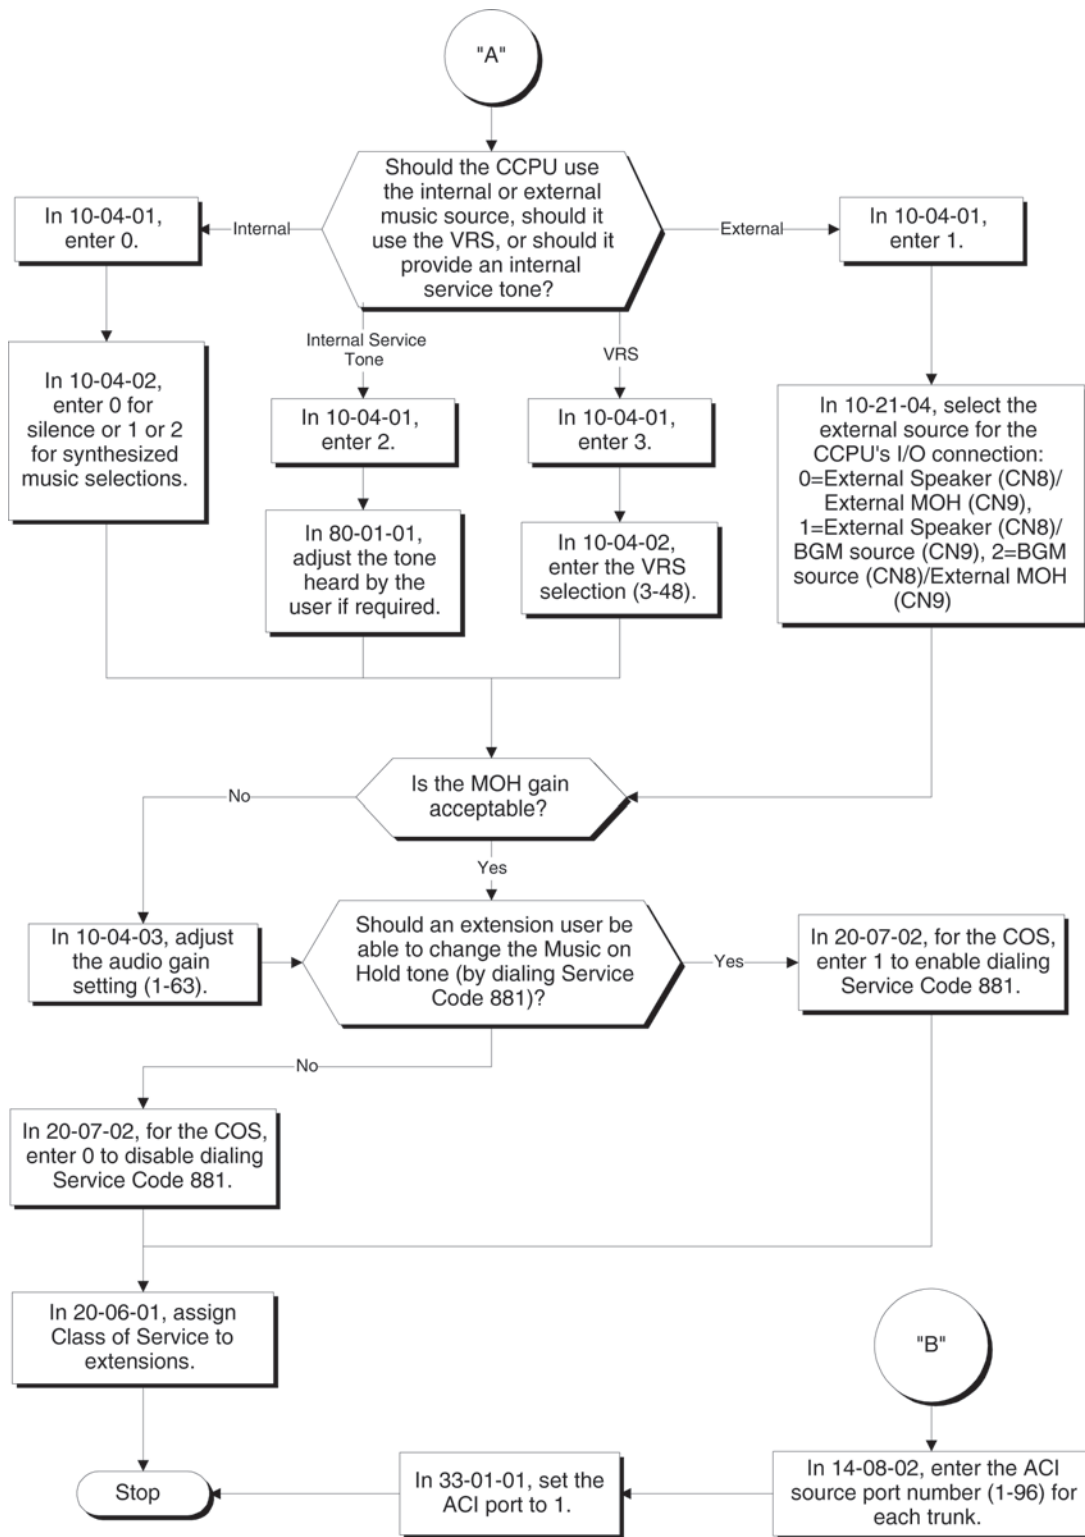 "A"
Should the CCPU use
the internal or external
music source, should it
use the VRS, or should it
provide an internal
service tone?
Internal
External
In 10-04-01,
enter 0.
In 10-04-01,
enter 1.
Internal Service
Tone
VRS
In 10-04-02,
enter 0 for
silence or 1 or 2
for synthesized
music selections.
In 10-04-01,
enter 2.
In 10-04-01,
enter 3.
In 10-21-04, select the
external source for the
CCPU's I/O connection:
0=External Speaker (CN8)/
External MOH (CN9),
1=External Speaker (CN8)/
BGM source (CN9), 2=BGM
source (CN8)/External MOH
(CN9)
In 80-01-01,
adjust the tone
heard by the
user if required.
In 10-04-02,
enter the VRS
selection (3-48).
Is the MOH gain
acceptable?
No
Yes
In 10-04-03, adjust
the audio gain
setting (1-63).
Should an extension user be
able to change the Music on
Hold tone (by dialing Service
Code 881)?
Yes
In 20-07-02, for the COS,
enter 1 to enable dialing
Service Code 881.
No
In 20-07-02, for the COS,
enter 0 to disable dialing
Service Code 881.
In 20-06-01, assign
Class of Service to
extensions.
"B"
Stop
In 33-01-01, set the
ACI port to 1.
In 14-08-02, enter the ACI
source port number (1-96) for
each trunk.